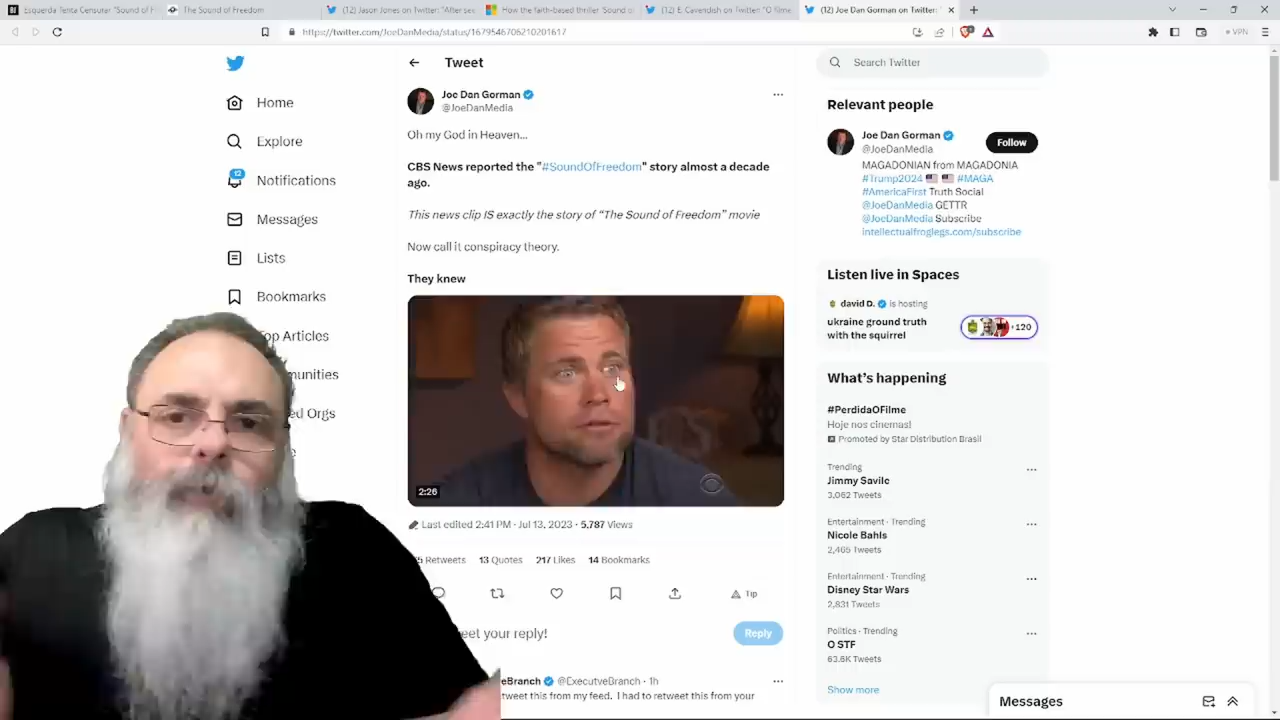 Esquerda Tenta Censurar "Sound of F
The Sound of Freedom
(12) Jason Jones on Twitter: "After see
How the faith-based thriller 'Sound o
(12) E. Cavendish on Twitter: "O filme
(12) Joe Dan Gorman on Twitter:
https://twitter.com/JoeDanMedia/status/1679546706210201617
VPN
Home
Explore
12
Notifications
Messages
Lists
Bookmarks
op Articles
munities
ed Orgs
Tweet
Joe Dan Gorman
@JoeDanMedia
Oh my God in Heaven...
CBS News reported the "#SoundOfFreedom" story almost a decade
ago.
This news clip IS exactly the story of "The Sound of Freedom" movie
Now call it conspiracy theory.
They knew
2:26
Last edited 2:41 PM · Jul 13, 2023 · 5,787 Views
5 Retweets 13 Quotes 217 Likes 14 Bookmarks
Tip
eet your reply!
Reply
eBranch @ExecutveBranch · 1h
tweet this from my feed. I had to retweet this from your
Search Twitter
Relevant people
Joe Dan Gorman
@JoeDanMedia
Follow
MAGADONIAN from MAGADONIA
#Trump2024 🇺🇸 🇺🇸 #MAGA
#AmericaFirst Truth Social
@JoeDanMedia GETTR
@JoeDanMedia Subscribe
intellectualfroglegs.com/subscribe
Listen live in Spaces
david D. is hosting
ukraine ground truth
with the squirrel
+120
What's happening
#PerdidaOFilme
Hoje nos cinemas!
Promoted by Star Distribution Brasil
Trending
Jimmy Savile
3,062 Tweets
Entertainment · Trending
Nicole Bahls
2,465 Tweets
Entertainment · Trending
Disney Star Wars
2,831 Tweets
Politics · Trending
O STF
63.6K Tweets
Show more
Messages